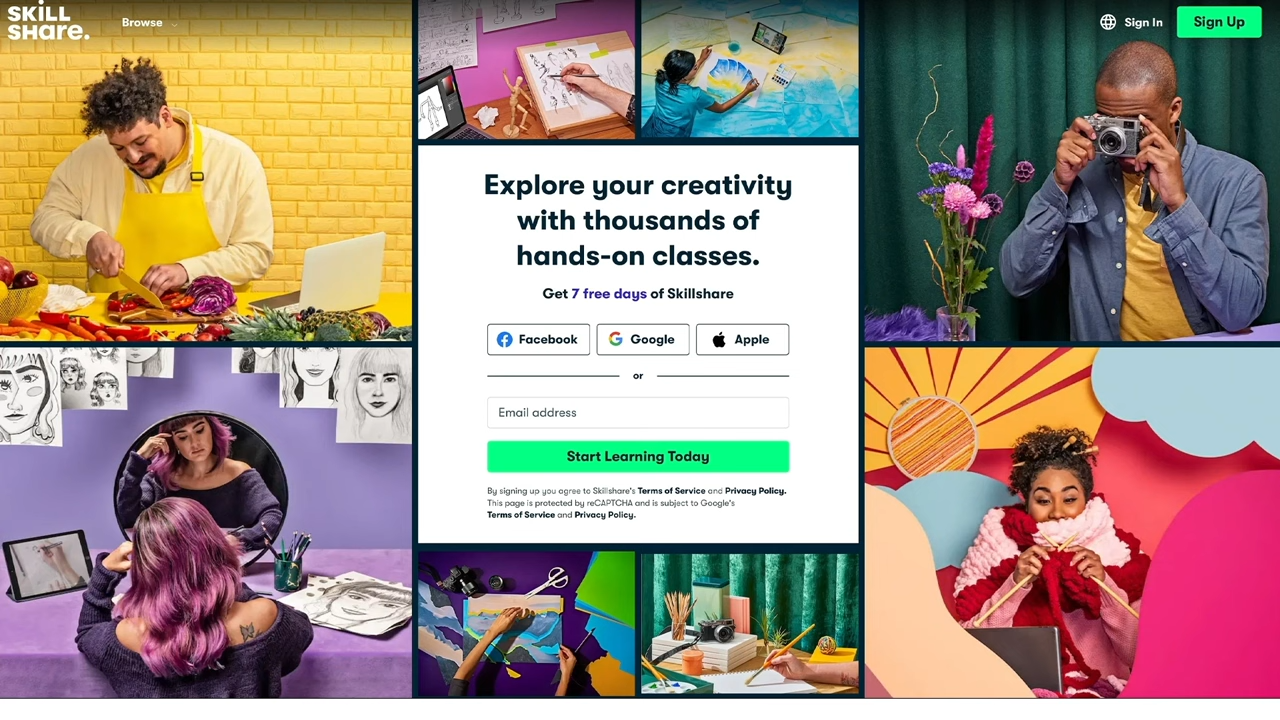 SKILL
SHare.
Browse
Sign In
Sign Up
Explore your creativity
with thousands of
hands-on classes.
Get 7 free days of Skillshare
Facebook
Google
Apple
or
Email address
Start Learning Today
By signing up you agree to Skillshare's Terms of Service and Privacy Policy.
This page is protected by reCAPTCHA and is subject to Google's
Terms of Service and Privacy Policy.